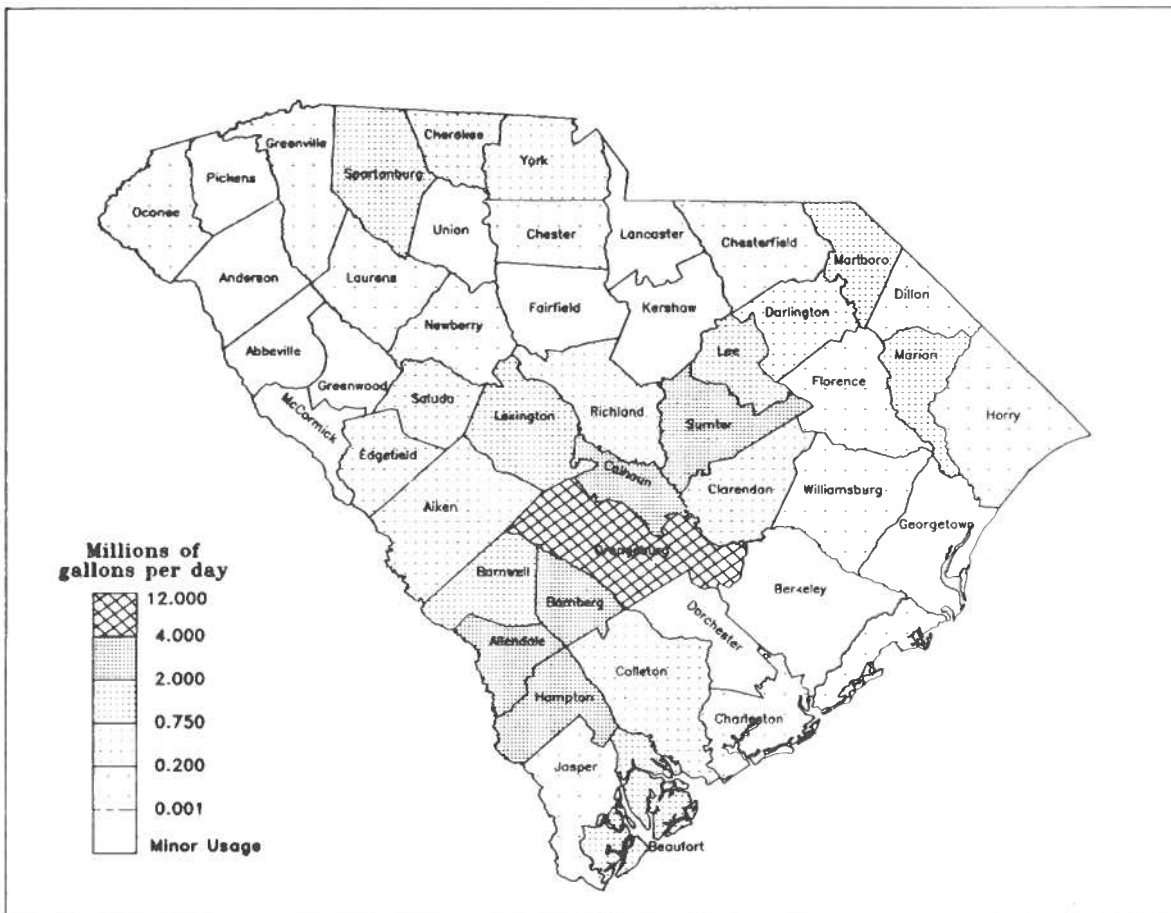 Cherokee
Greenville
York
Spartanburg
Pickens
Oconee
Union
Chester
Lancaster
Chesterfield
Marlboro
Anderson
Laurens
Dillon
Fairfield
Kershaw
Darlington
Newberry
Abbeville
Lee
Marian
Greenwood
Florence
Saluda
McCormick
Lexington
Richland
Sumter
Horry
Edgefield
Calhoun
Clarendon
Williamsburg
Aiken
Georgetown
Orangeburg
Barnwell
Berkeley
Bamberg
Dorchester
Allendale
Colleton
Hampton
Charleston
Jasper
Beaufort
Millions of
gallons per day
12.000
4.000
2.000
0.750
0.200
0.001
Minor Usage